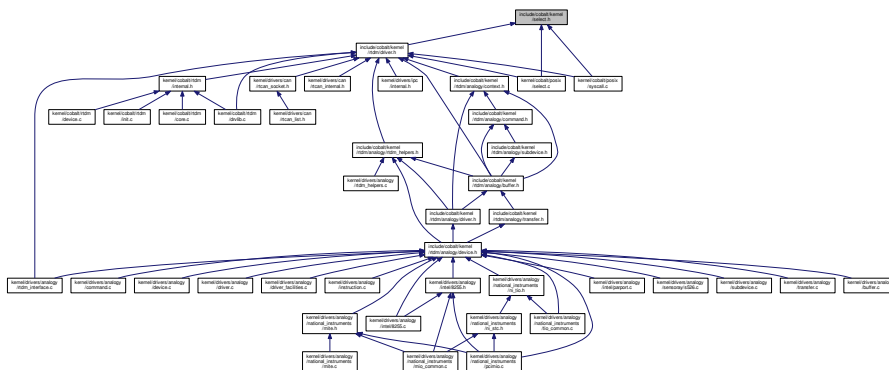 include/cobalt/kernel
/select.h
include/cobalt/kernel
/rtdm/driver.h
kernel/cobalt/rtdm
/internal.h
kernel/drivers/can
/rtcan_socket.h
kernel/drivers/can
/rtcan_internal.h
kernel/drivers/ipc
/internal.h
include/cobalt/kernel
/rtdm/analogy/context.h
kernel/cobalt/posix
/select.c
kernel/cobalt/posix
/syscall.c
kernel/cobalt/rtdm
/device.c
kernel/cobalt/rtdm
/init.c
kernel/cobalt/rtdm
/core.c
kernel/cobalt/rtdm
/drvlib.c
kernel/drivers/can
/rtcan_list.h
include/cobalt/kernel
/rtdm/analogy/command.h
include/cobalt/kernel
/rtdm/analogy/rtdm_helpers.h
include/cobalt/kernel
/rtdm/analogy/subdevice.h
kernel/drivers/analogy
/rtdm_helpers.c
include/cobalt/kernel
/rtdm/analogy/buffer.h
include/cobalt/kernel
/rtdm/analogy/driver.h
include/cobalt/kernel
/rtdm/analogy/transfer.h
include/cobalt/kernel
/rtdm/analogy/device.h
kernel/drivers/analogy
/rtdm_interface.c
kernel/drivers/analogy
/command.c
kernel/drivers/analogy
/device.c
kernel/drivers/analogy
/driver.c
kernel/drivers/analogy
/driver_facilities.c
kernel/drivers/analogy
/instruction.c
kernel/drivers/analogy
/intel/8255.h
kernel/drivers/analogy
/national_instruments
/ni_tio.h
kernel/drivers/analogy
/intel/parport.c
kernel/drivers/analogy
/sensoray/s526.c
kernel/drivers/analogy
/subdevice.c
kernel/drivers/analogy
/transfer.c
kernel/drivers/analogy
/buffer.c
kernel/drivers/analogy
/national_instruments
/mite.h
kernel/drivers/analogy
/intel/8255.c
kernel/drivers/analogy
/national_instruments
/ni_stc.h
kernel/drivers/analogy
/national_instruments
/tio_common.c
kernel/drivers/analogy
/national_instruments
/mite.c
kernel/drivers/analogy
/national_instruments
/mio_common.c
kernel/drivers/analogy
/national_instruments
/pcimio.c